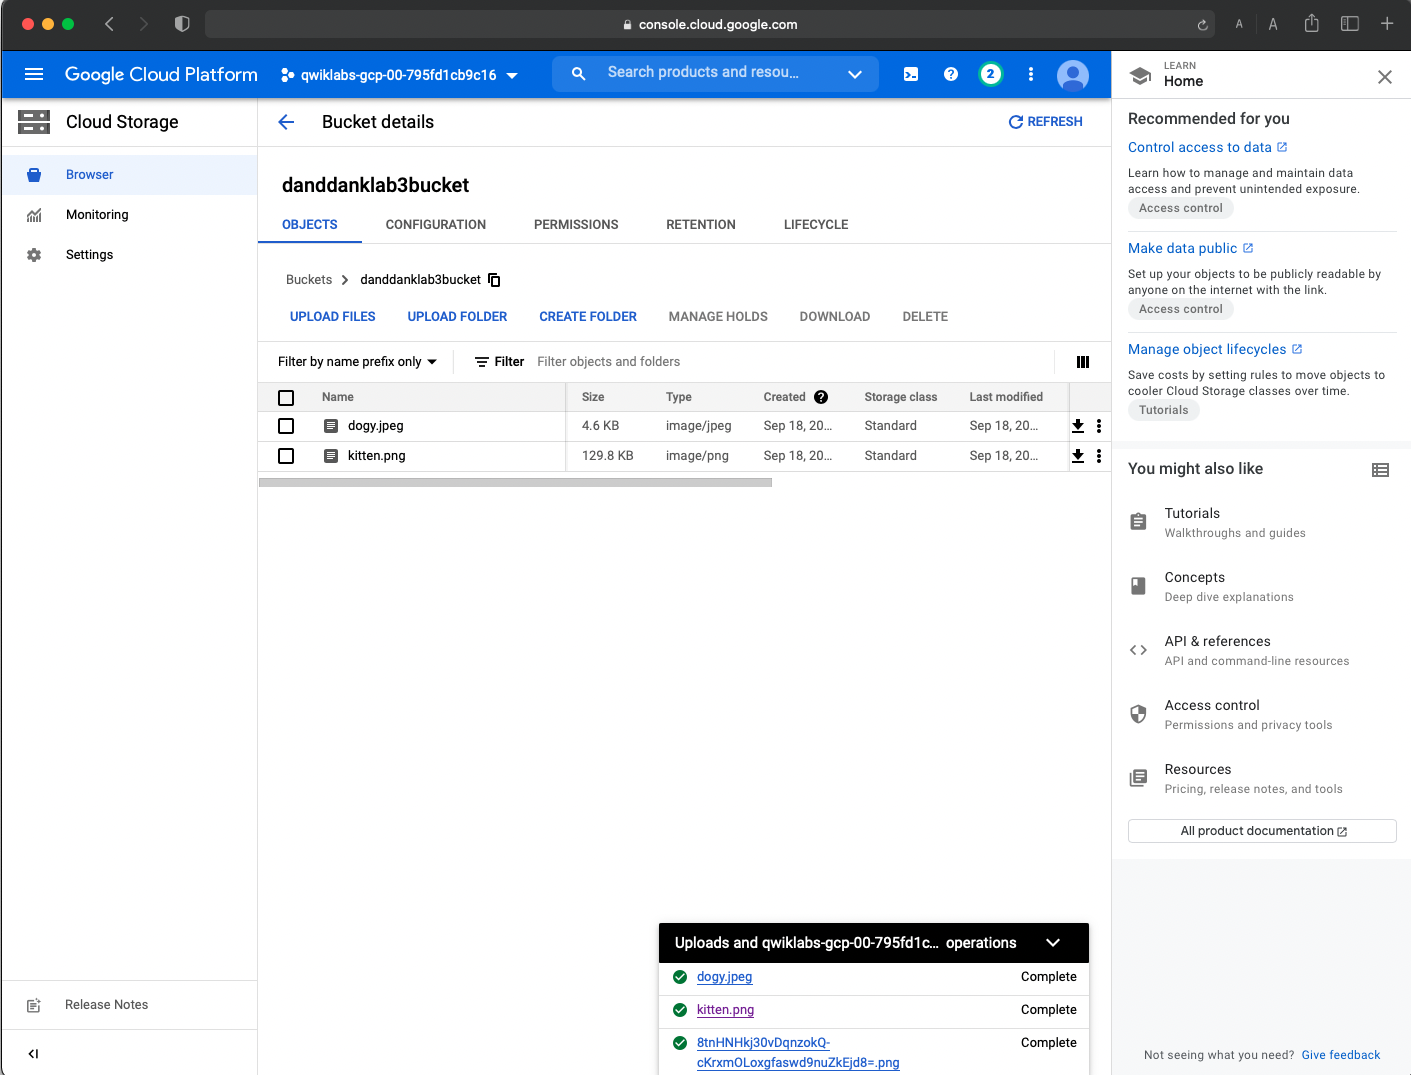 console.cloud.google.com
A A
Google Cloud Platform
qwiklabs-gcp-00-795fd1cb9c16
Search products and resou...
2
LEARN
Home
Cloud Storage
Bucket details
REFRESH
Browser
Monitoring
Settings
danddanklab3bucket
OBJECTS CONFIGURATION PERMISSIONS RETENTION LIFECYCLE
Buckets > danddanklab3bucket
UPLOAD FILES UPLOAD FOLDER CREATE FOLDER MANAGE HOLDS DOWNLOAD DELETE
Filter by name prefix only Filter Filter objects and folders
Name Size Type Created Storage class Last modified
dogy.jpeg 4.6 KB image/jpeg Sep 18, 20... Standard Sep 18, 20...
kitten.png 129.8 KB image/png Sep 18, 20... Standard Sep 18, 20...
Recommended for you
Control access to data
Learn how to manage and maintain data
access and prevent unintended exposure.
Access control
Make data public
Set up your objects to be publicly readable by
anyone on the internet with the link.
Access control
Manage object lifecycles
Save costs by setting rules to move objects to
cooler Cloud Storage classes over time.
Tutorials
You might also like
Tutorials
Walkthroughs and guides
Concepts
Deep dive explanations
API & references
API and command-line resources
Access control
Permissions and privacy tools
Resources
Pricing, release notes, and tools
All product documentation
Uploads and qwiklabs-gcp-00-795fd1c... operations
dogy.jpeg Complete
kitten.png Complete
8tnHNHkj30vDqnzokQ- Complete
cKrxmOLoxgfaswd9nuZkEjd8=.png
Release Notes
Not seeing what you need? Give feedback